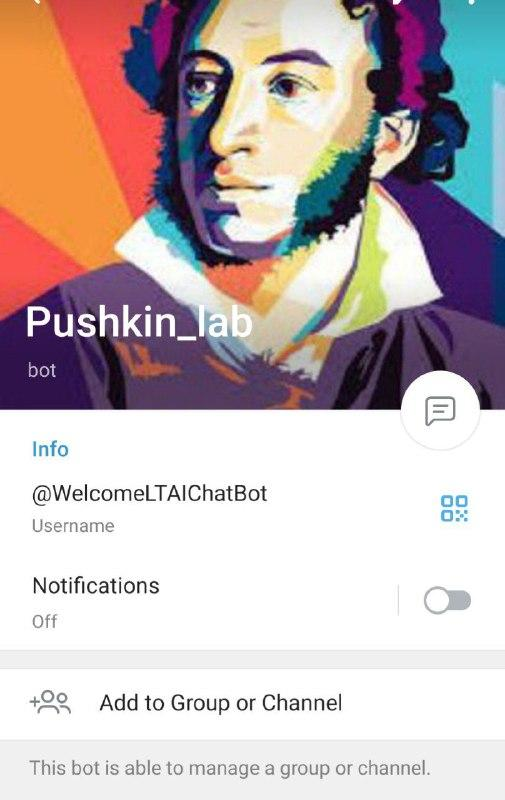 Pushkin_lab
bot
Info
@WelcomeLTAIChatBot
Username
Notifications
Off
Add to Group or Channel
This bot is able to manage a group or channel.